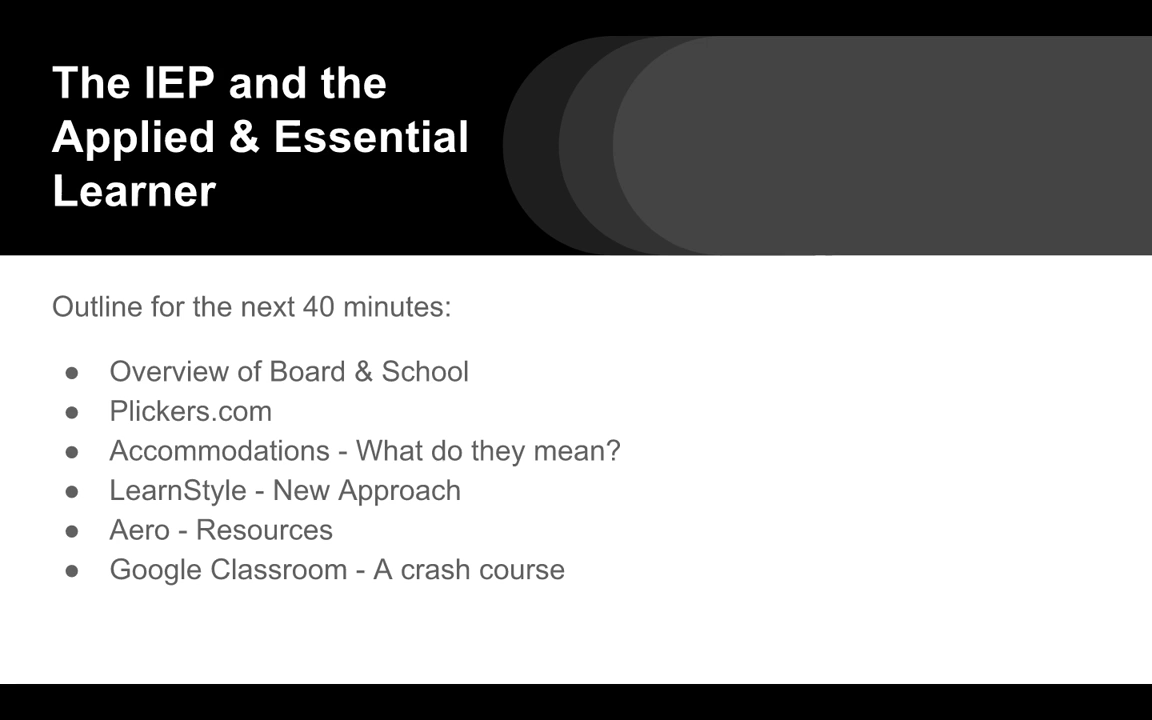 The IEP and the
Applied & Essential
Learner
Outline for the next 40 minutes:
● Overview of Board & School
● Plickers.com
● Accommodations - What do they mean?
● LearnStyle - New Approach
● Aero - Resources
● Google Classroom - A crash course